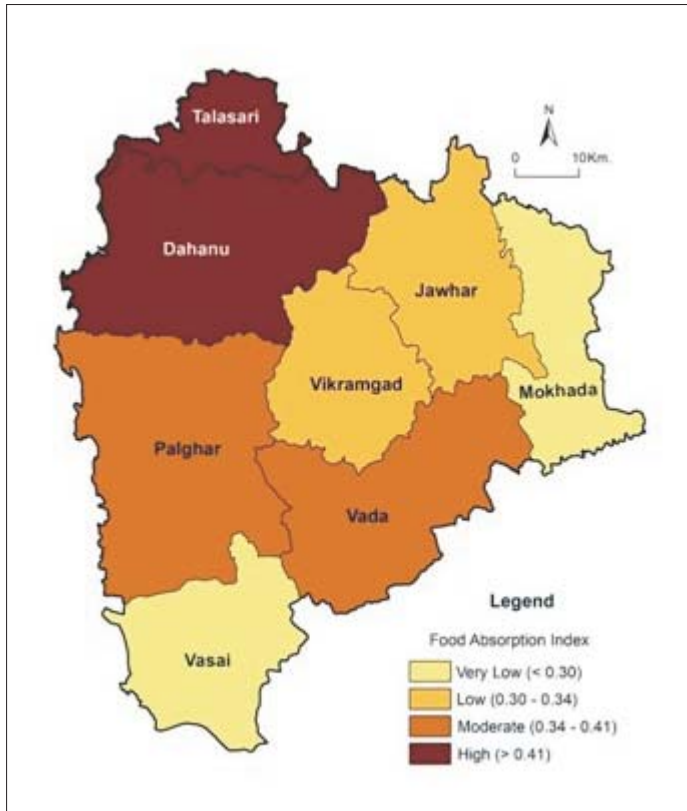 Talasari
N
0 10Km.
Dahanu
Jawhar
Vikramgad
Mokhada
Palghar
Vada
Vasai
Legend
Food Absorption Index
Very Low (< 0.30)
Low (0.30 - 0.34)
Moderate (0.34 - 0.41)
High (> 0.41)